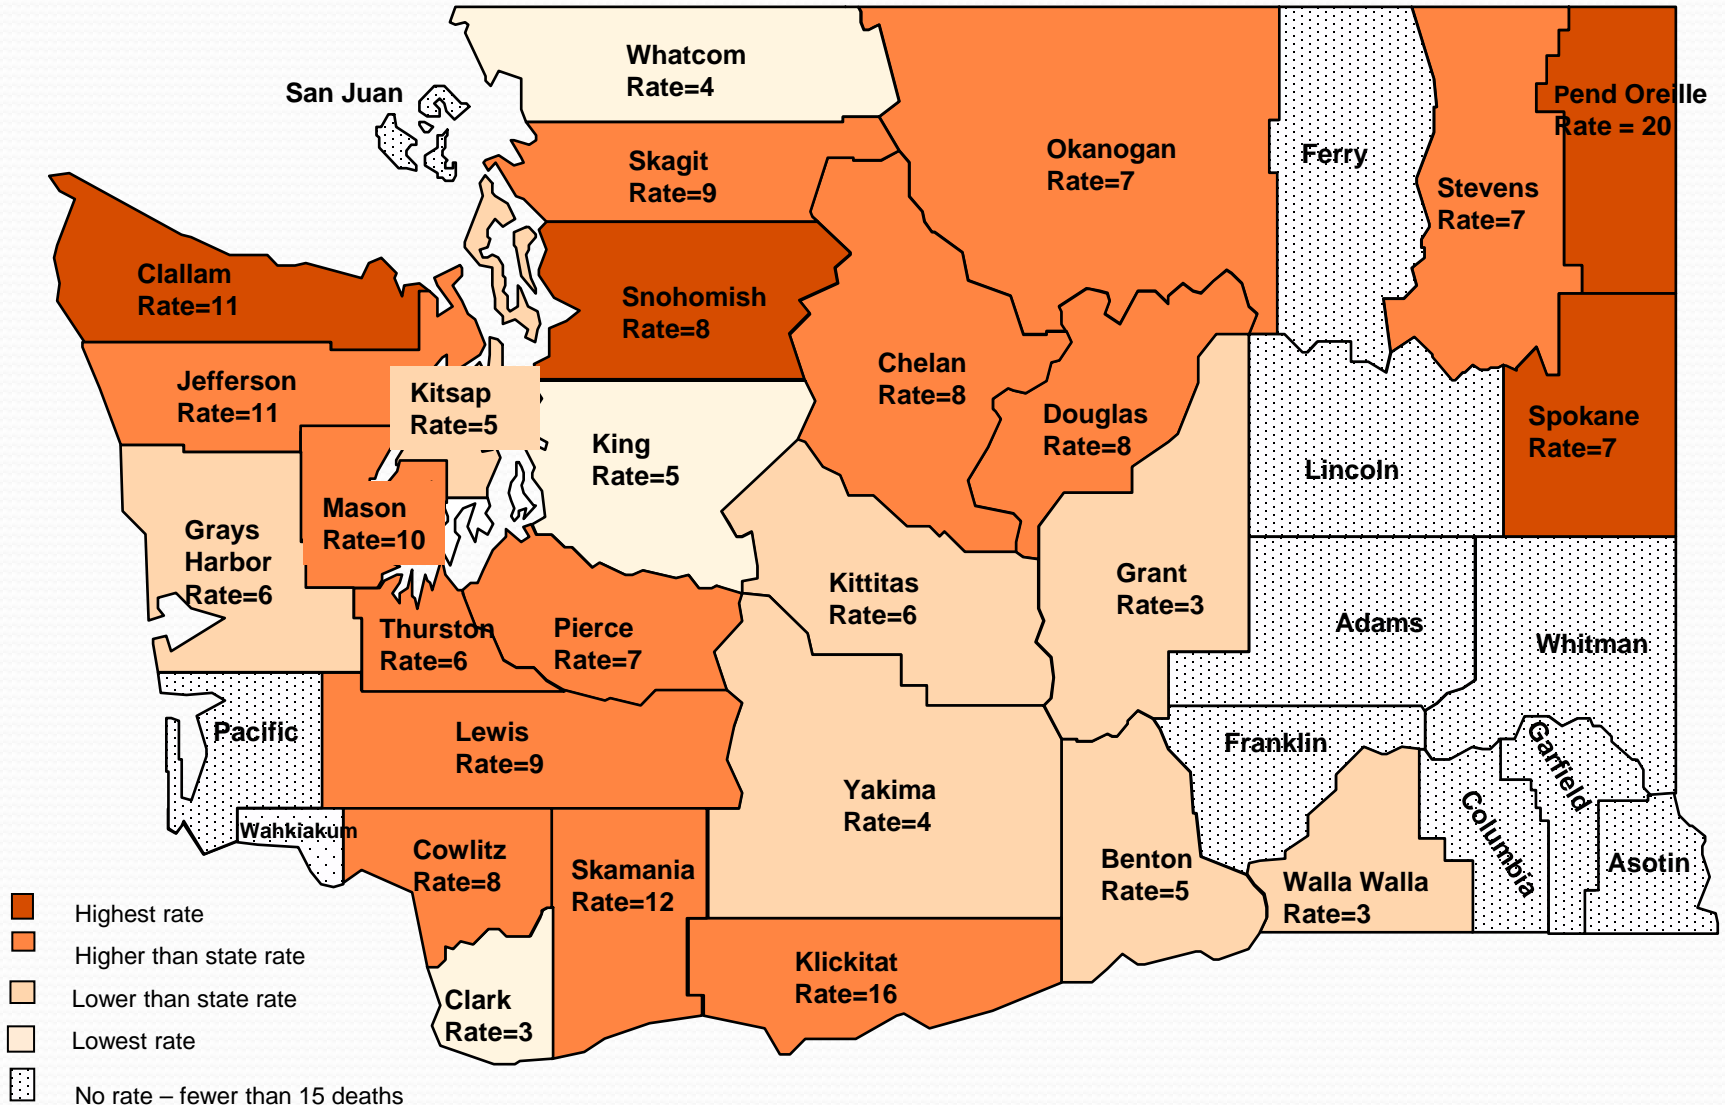 Whatcom
Rate=4
San Juan
Pend Oreille
Rate = 20
Okanogan
Rate=7
Ferry
Skagit
Rate=9
Stevens
Rate=7
Clallam
Rate=11
Snohomish
Rate=8
Chelan
Rate=8
Jefferson
Rate=11
Kitsap
Rate=5
Douglas
Rate=8
Spokane
Rate=7
King
Rate=5
Lincoln
Mason
Rate=10
Grays
Harbor
Rate=6
Kittitas
Rate=6
Grant
Rate=3
Adams
Whitman
Thurston
Rate=6
Pierce
Rate=7
Pacific
Lewis
Rate=9
Franklin
Garfield
Yakima
Rate=4
Wahkiakum
Columbia
Cowlitz
Rate=8
Skamania
Rate=12
Benton
Rate=5
Walla Walla
Rate=3
Asotin
Klickitat
Rate=16
Clark
Rate=3
Highest rate
Higher than state rate
Lower than state rate
Lowest rate
No rate – fewer than 15 deaths